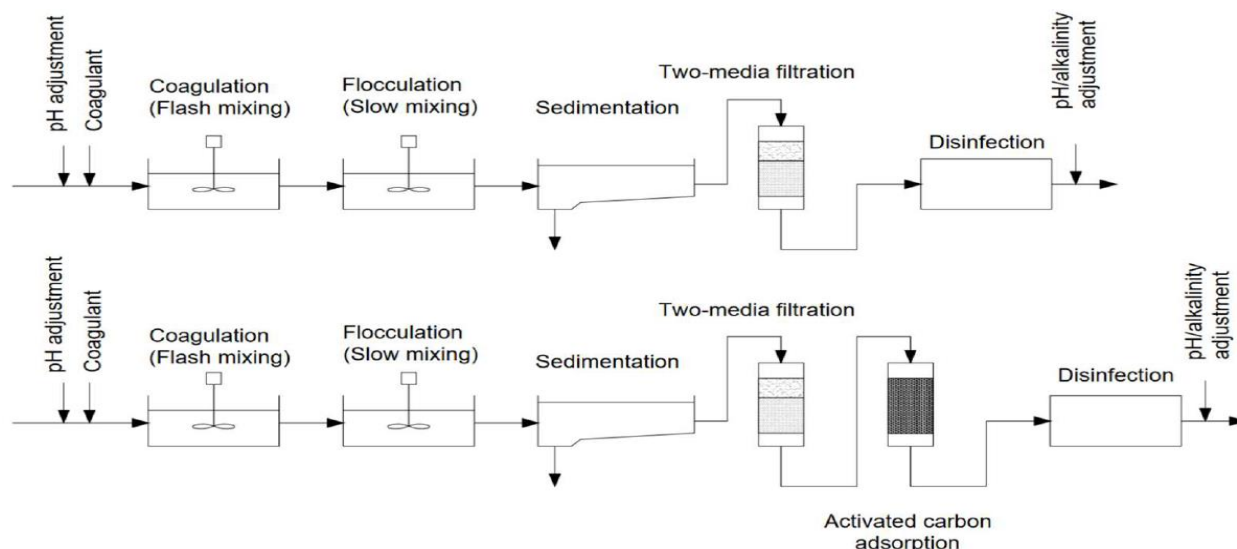 pH adjustment
Coagulant
Coagulation
(Flash mixing)
Flocculation
(Slow mixing)
Sedimentation
Two-media filtration
Disinfection
pH/alkalinity
adjustment
pH adjustment
Coagulant
Coagulation
(Flash mixing)
Flocculation
(Slow mixing)
Sedimentation
Two-media filtration
Activated carbon
adsorption
Disinfection
pH/alkalinity
adjustment